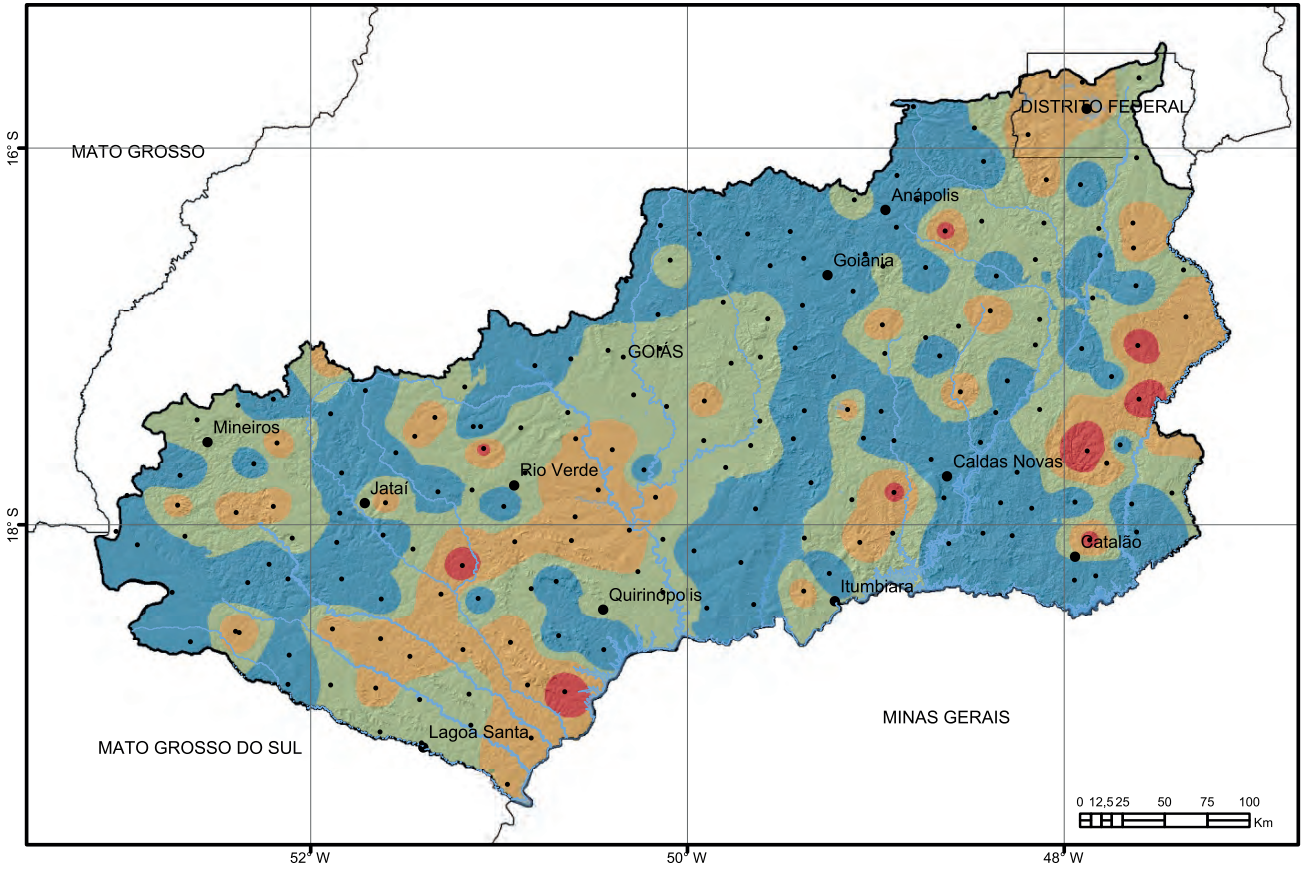 DISTRITO FEDERAL
MATO GROSSO
16° S
Anápolis
Goiânia
GOIÁS
Mineiros
Rio Verde
Caldas Novas
Jataí
18° S
Catalão
Itumbiara
Quirinópolis
MINAS GERAIS
Lagoa Santa
MATO GROSSO DO SUL
0 12,5 25 50 75 100
Km
52° W
50° W
48° W